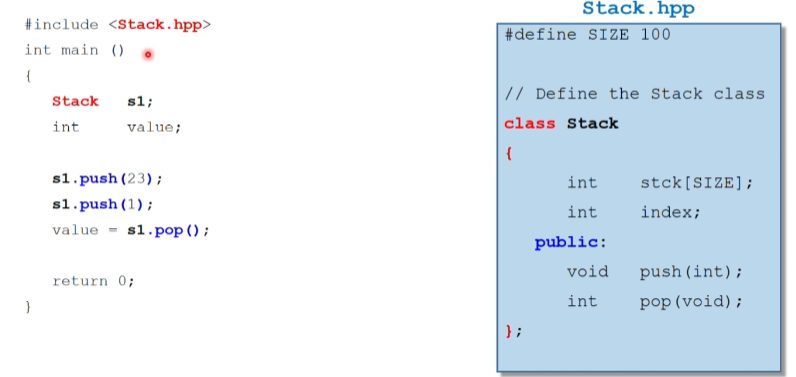 #include <Stack.hpp>
int main ()
{
Stack s1;
int value;
s1.push(23);
s1.push(1);
value = s1.pop();
return 0;
}
Stack.hpp
#define SIZE 100
// Define the Stack class
class Stack
{
int stck[SIZE];
int index;
public:
void push(int);
int pop(void);
};